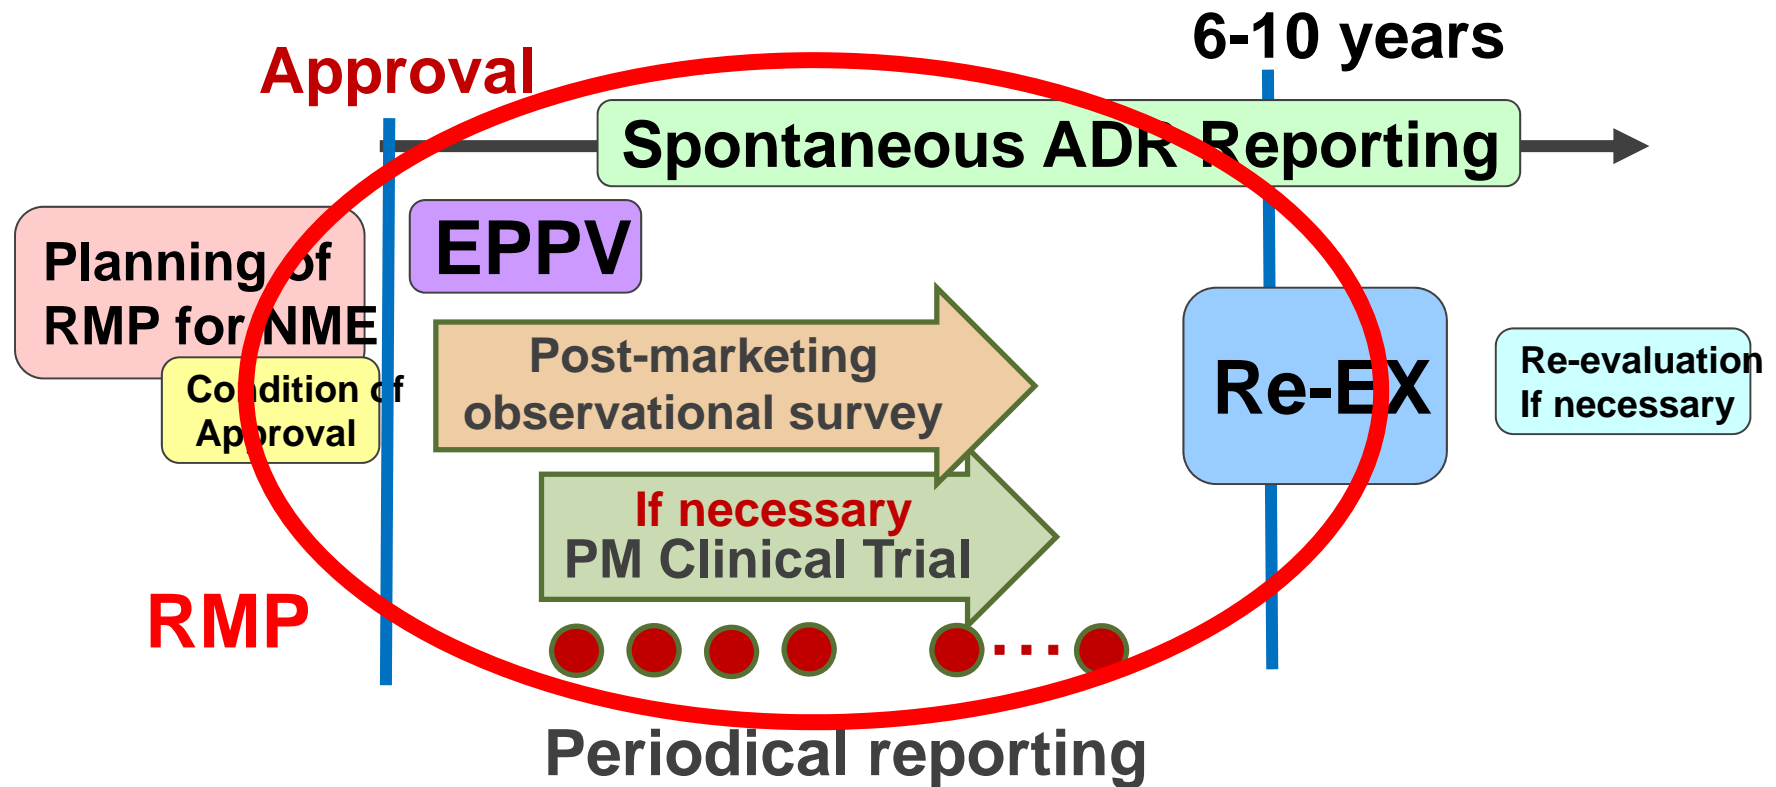 6-10 years
Approval
Spontaneous ADR Reporting
EPPV
Planning of
RMP for NME
Condition of
Approval
Post-marketing
observational survey
Re-EX
Re-evaluation
If necessary
If necessary
PM Clinical Trial
RMP
...
Periodical reporting